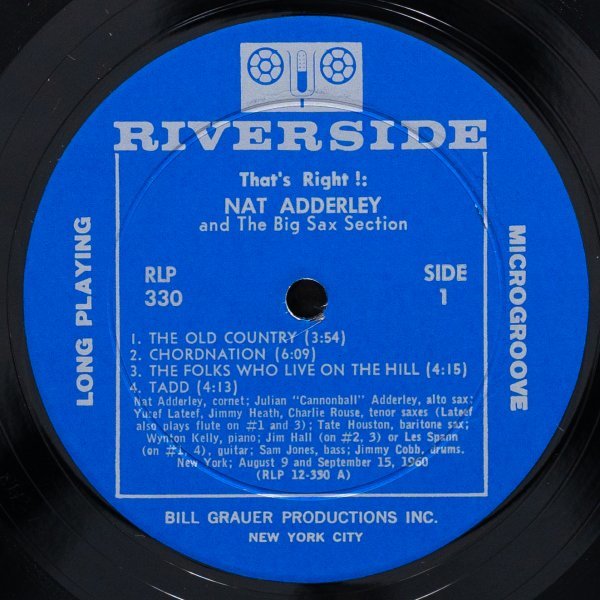 RIVERSIDE
That's Right!:
NAT ADDERLEY
and The Big Sax Section
RLP
330
SIDE
1
LONG PLAYING
MICROGROOVE
1. THE OLD COUNTRY (3:54)
2. CHORDNATION (6:09)
3. THE FOLKS WHO LIVE ON THE HILL (4:15)
4. TADD (4:13)
Nat Adderley, cornet; Julian "Cannonball" Adderley, alto sax;
Yusef Lateef, Jimmy Heath, Charlie Rouse, tenor saxes (Lateef
also plays flute on #1 and 3); Tate Houston, baritone sax;
Wynton Kelly, piano; Jim Hall (on #2, 3) or Les Spann
(on #1, 4), guitar; Sam Jones, bass; Jimmy Cobb, drums.
New York; August 9 and September 15, 1960
(RLP 12-330 A)
BILL GRAUER PRODUCTIONS INC.
NEW YORK CITY